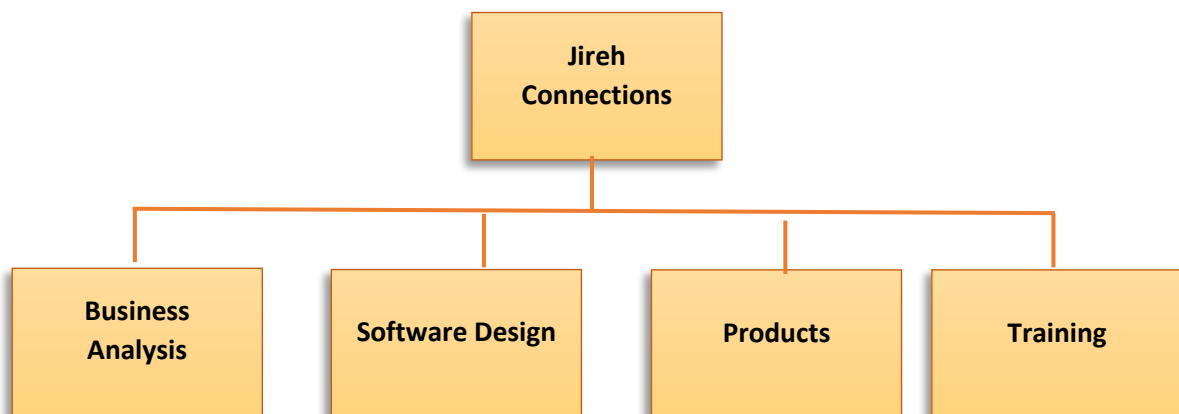 Jireh
Connections
Business
Analysis
Software Design
Products
Training